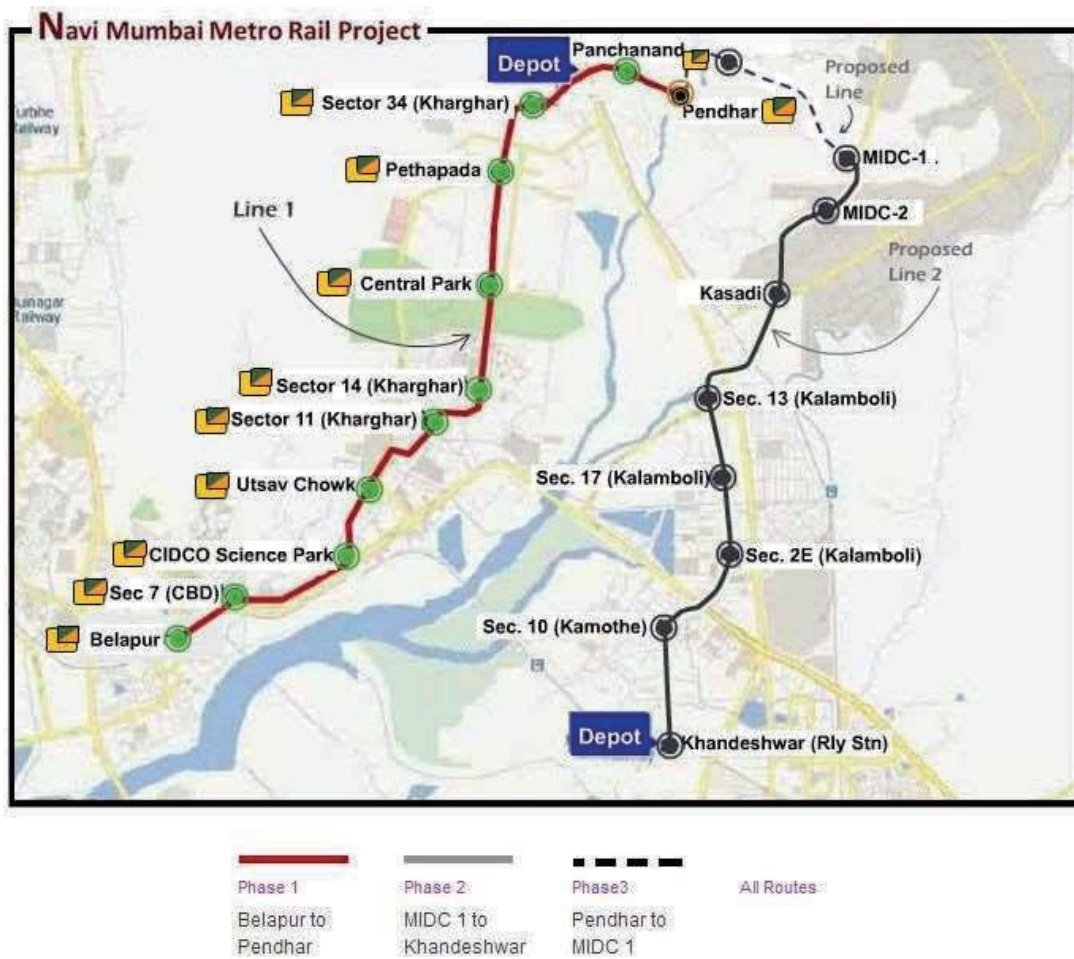 Navi Mumbai Metro Rail Project
Panchanand
Depot
Proposed
Line
Sector 34 (Kharghar)
Pendhar
Railway
MIDC-1 .
Pethapada
Line 1
MIDC-2
Proposed
Line 2
Central Park
Kasadi
Railway
Sector 14 (Kharghar)
Sec. 13 (Kalamboli)
Sector 11 (Kharghar)
Utsav Chowk
Sec. 17 (Kalamboli)
CIDCO Science Park
Sec. 2E (Kalamboli)
Sec 7 (CBD)
Sec. 10 (Kamothe)
Belapur
Depot
Khandeshwar (Rly Stn)
Phase 1
Belapur to
Pendhar
Phase 2
MIDC 1 to
Khandeshwar
Phase3
Pendhar to
MIDC 1
All Routes